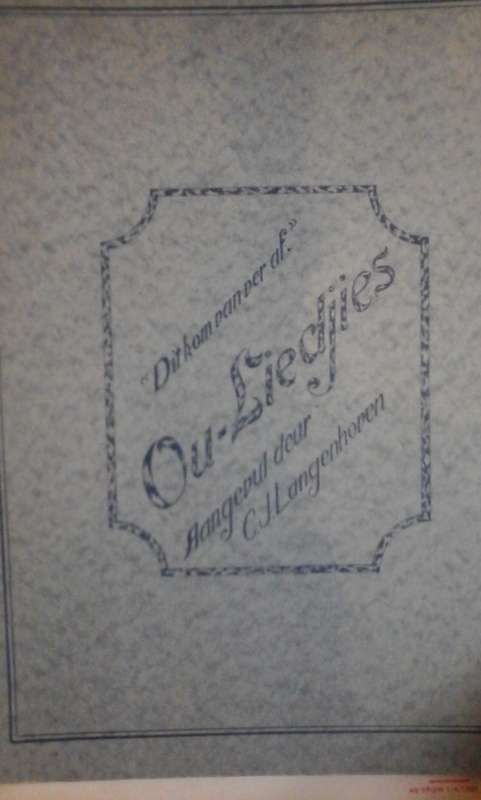 "Dit kom van ver af."
Ou-Liedjies
Aangevul deur
C.J. Langenhoven